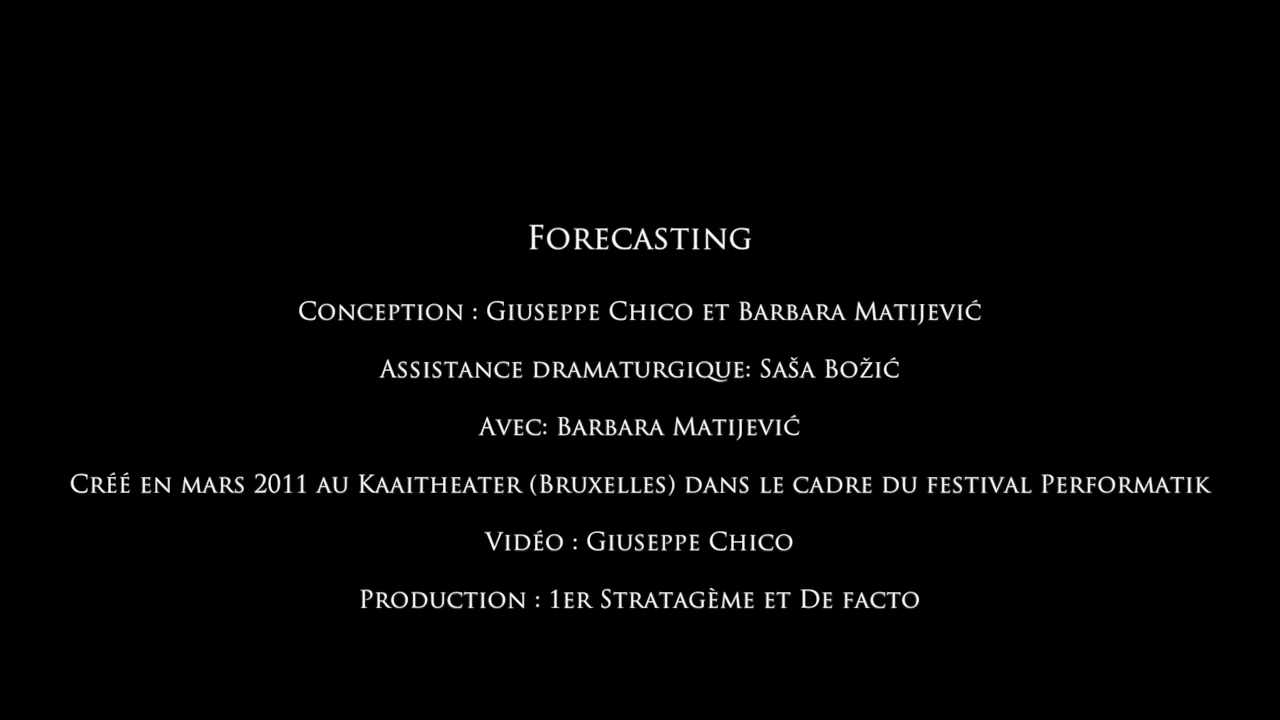 Forecasting
Conception : Giuseppe Chico et Barbara Matijević
Assistance dramaturgique: Saša Božić
Avec: Barbara Matijević
Créé en mars 2011 au Kaaitheater (Bruxelles) dans le cadre du festival Performatik
Vidéo : Giuseppe Chico
Production : 1er Stratagème et De facto